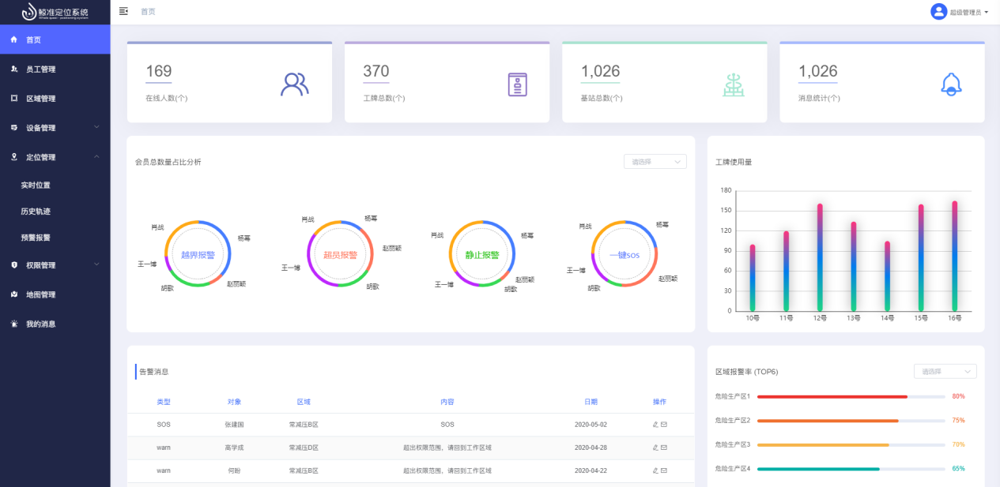 鲸准定位系统
Whale quasi - positioning system
首页
超级管理员
首页
员工管理
区域管理
设备管理
定位管理
实时位置
历史轨迹
预警报警
权限管理
地图管理
我的消息
169
在线人数(个)
370
工牌总数(个)
1,026
基站总数(个)
1,026
消息统计(个)
会员总数量占比分析
请选择
肖战
杨幂
越界报警
王一博
胡歌
赵丽颖
肖战
杨幂
赵丽颖
超员报警
王一博
胡歌
肖战
杨幂
静止报警
王一博
赵丽颖
胡歌
肖战
杨幂
一键sos
王一博
赵丽颖
胡歌
工牌使用量
180
150
120
90
60
30
0
10号 11号 12号 13号 14号 15号 16号
告警消息
类型 对象 区域 内容 日期 操作
SOS 张建国 常减压B区 SOS 2020-05-02
warn 高学成 常减压D区 超出权限范围，请回到工作区域 2020-04-28
warn 何盼 常减压B区 超出权限范围，请回到工作区域 2020-04-22
区域报警率 (TOP6)
请选择
危险生产区1 80%
危险生产区2 75%
危险生产区3 70%
危险生产区4 65%